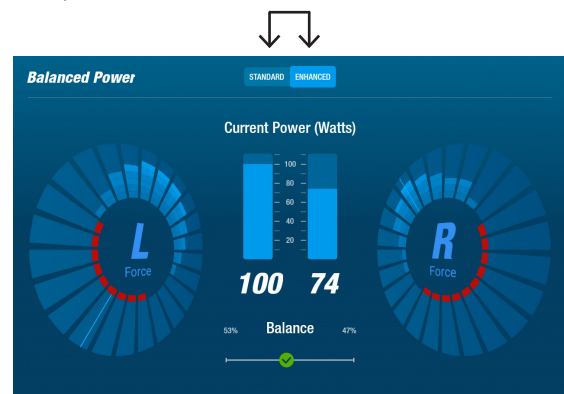 Balanced Power
STANDARD ENHANCED
Current Power (Watts)
100
80
60
40
20
L
Force
R
Force
100 74
53% Balance 47%